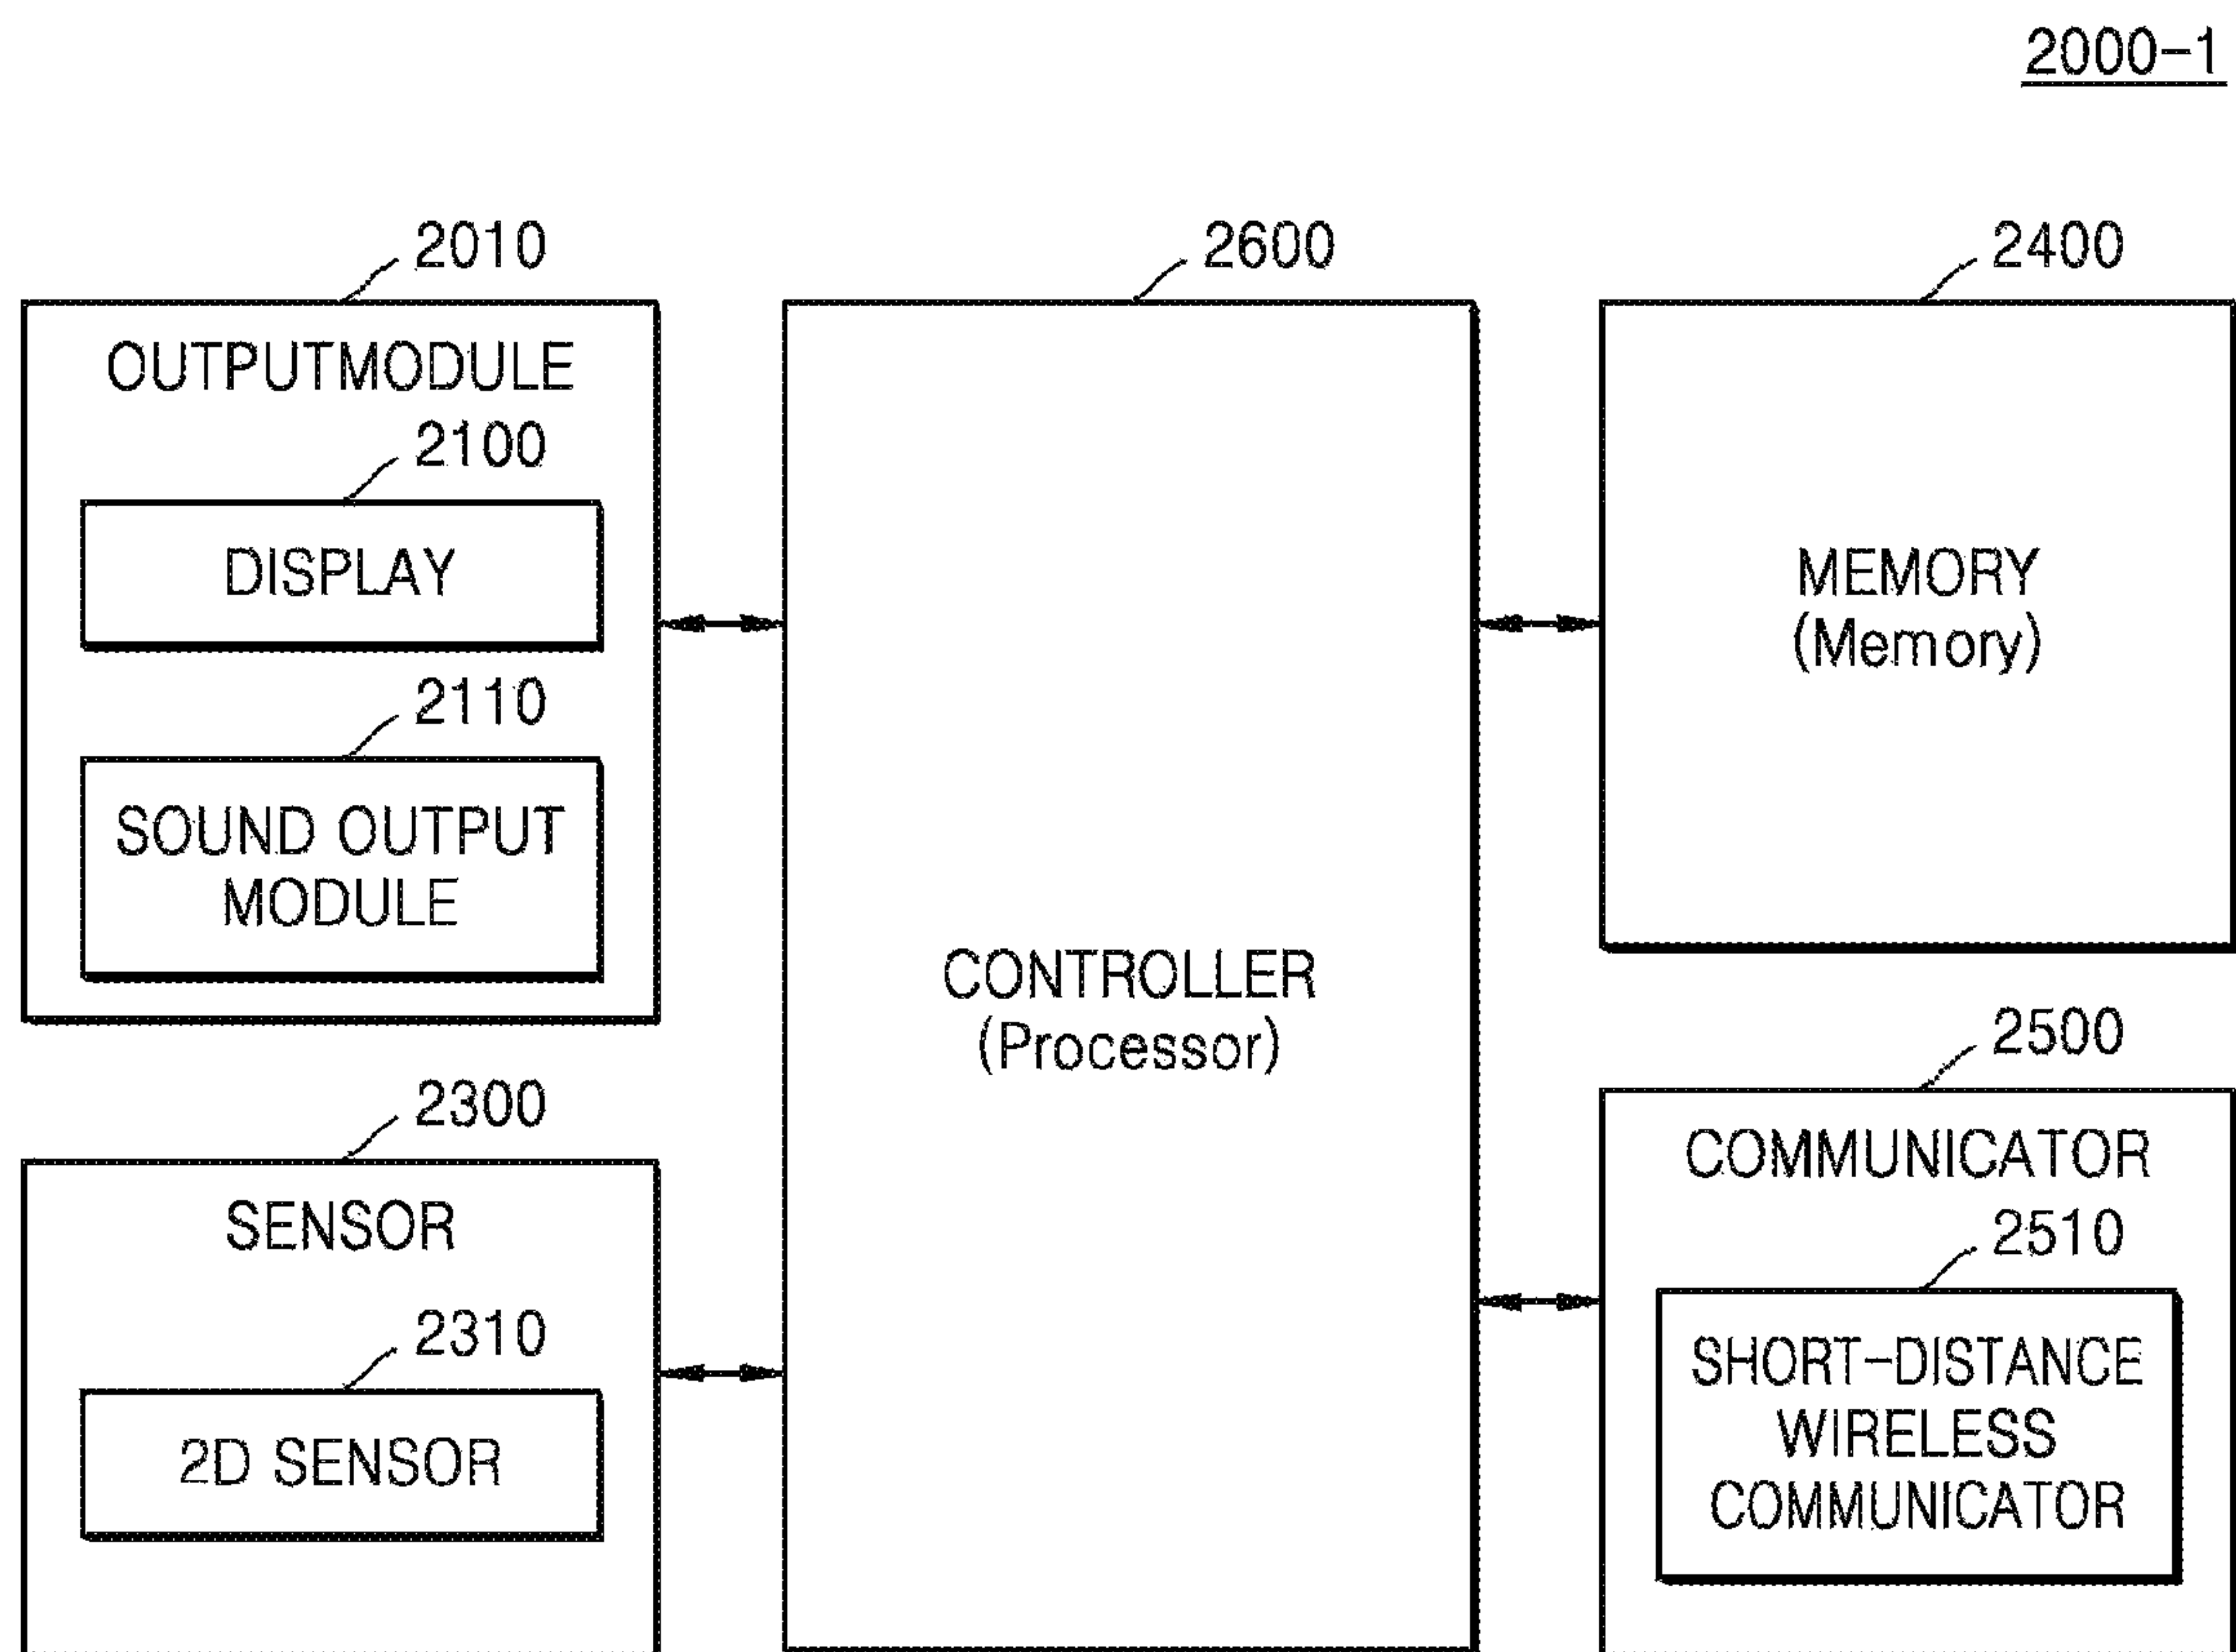 2000-1
2010
OUTPUTMODULE
2100
DISPLAY
2110
SOUND OUTPUT
MODULE
2300
SENSOR
2310
2D SENSOR
2600
CONTROLLER
(Processor)
2400
MEMORY
(Memory)
2500
COMMUNICATOR
2510
SHORT-DISTANCE
WIRELESS
COMMUNICATOR